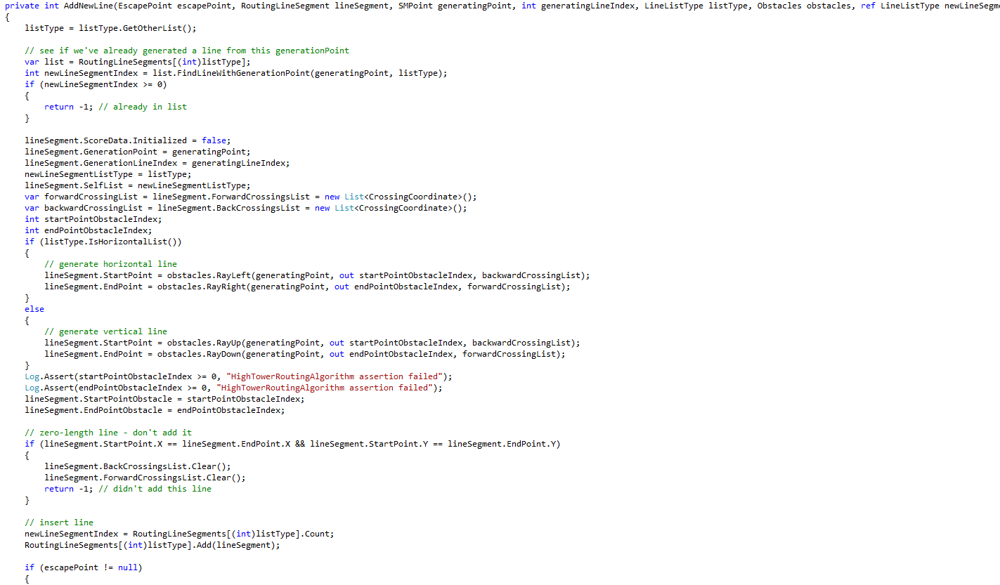 private int AddNewLine(EscapePoint escapePoint, RoutingLineSegment lineSegment, SMPoint generatingPoint, int generatingLineIndex, LineListType listType, Obstacles obstacles, ref LineListType newLineSegm
{
    listType = listType.GetOtherList();

    // see if we've already generated a line from this generationPoint
    var list = RoutingLineSegments[(int)listType];
    int newLineSegmentIndex = list.FindLineWithGenerationPoint(generatingPoint, listType);
    if (newLineSegmentIndex >= 0)
    {
        return -1; // already in list
    }

    lineSegment.ScoreData.Initialized = false;
    lineSegment.GenerationPoint = generatingPoint;
    lineSegment.GenerationLineIndex = generatingLineIndex;
    newLineSegmentListType = listType;
    lineSegment.SelfList = newLineSegmentListType;
    var forwardCrossingList = lineSegment.ForwardCrossingsList = new List<CrossingCoordinate>();
    var backwardCrossingList = lineSegment.BackCrossingsList = new List<CrossingCoordinate>();
    int startPointObstacleIndex;
    int endPointObstacleIndex;
    if (listType.IsHorizontalList())
    {
        // generate horizontal line
        lineSegment.StartPoint = obstacles.RayLeft(generatingPoint, out startPointObstacleIndex, backwardCrossingList);
        lineSegment.EndPoint = obstacles.RayRight(generatingPoint, out endPointObstacleIndex, forwardCrossingList);
    }
    else
    {
        // generate vertical line
        lineSegment.StartPoint = obstacles.RayUp(generatingPoint, out startPointObstacleIndex, backwardCrossingList);
        lineSegment.EndPoint = obstacles.RayDown(generatingPoint, out endPointObstacleIndex, forwardCrossingList);
    }
    Log.Assert(startPointObstacleIndex >= 0, "HighTowerRoutingAlgorithm assertion failed");
    Log.Assert(endPointObstacleIndex >= 0, "HighTowerRoutingAlgorithm assertion failed");
    lineSegment.StartPointObstacle = startPointObstacleIndex;
    lineSegment.EndPointObstacle = endPointObstacleIndex;

    // zero-length line - don't add it
    if (lineSegment.StartPoint.X == lineSegment.EndPoint.X && lineSegment.StartPoint.Y == lineSegment.EndPoint.Y)
    {
        lineSegment.BackCrossingsList.Clear();
        lineSegment.ForwardCrossingsList.Clear();
        return -1; // didn't add this line
    }

    // insert line
    newLineSegmentIndex = RoutingLineSegments[(int)listType].Count;
    RoutingLineSegments[(int)listType].Add(lineSegment);

    if (escapePoint != null)
    {